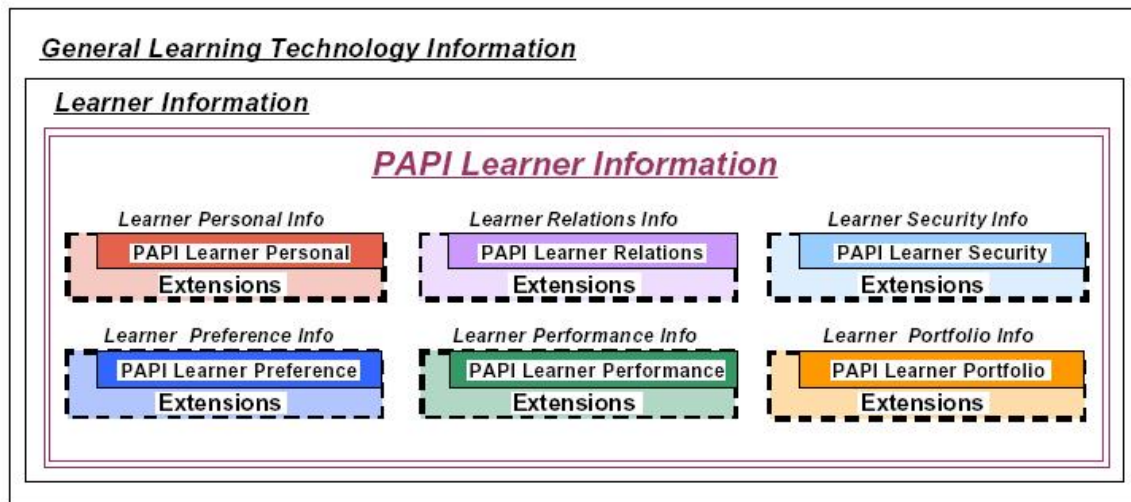 General Learning Technology Information
Learner Information
PAPI Learner Information
Learner Personal Info
PAPI Learner Personal
Extensions
Learner Relations Info
PAPI Learner Relations
Extensions
Learner Security Info
PAPI Learner Security
Extensions
Learner Preference Info
PAPI Learner Preference
Extensions
Learner Performance Info
PAPI Learner Performance
Extensions
Learner Portfolio Info
PAPI Learner Portfolio
Extensions